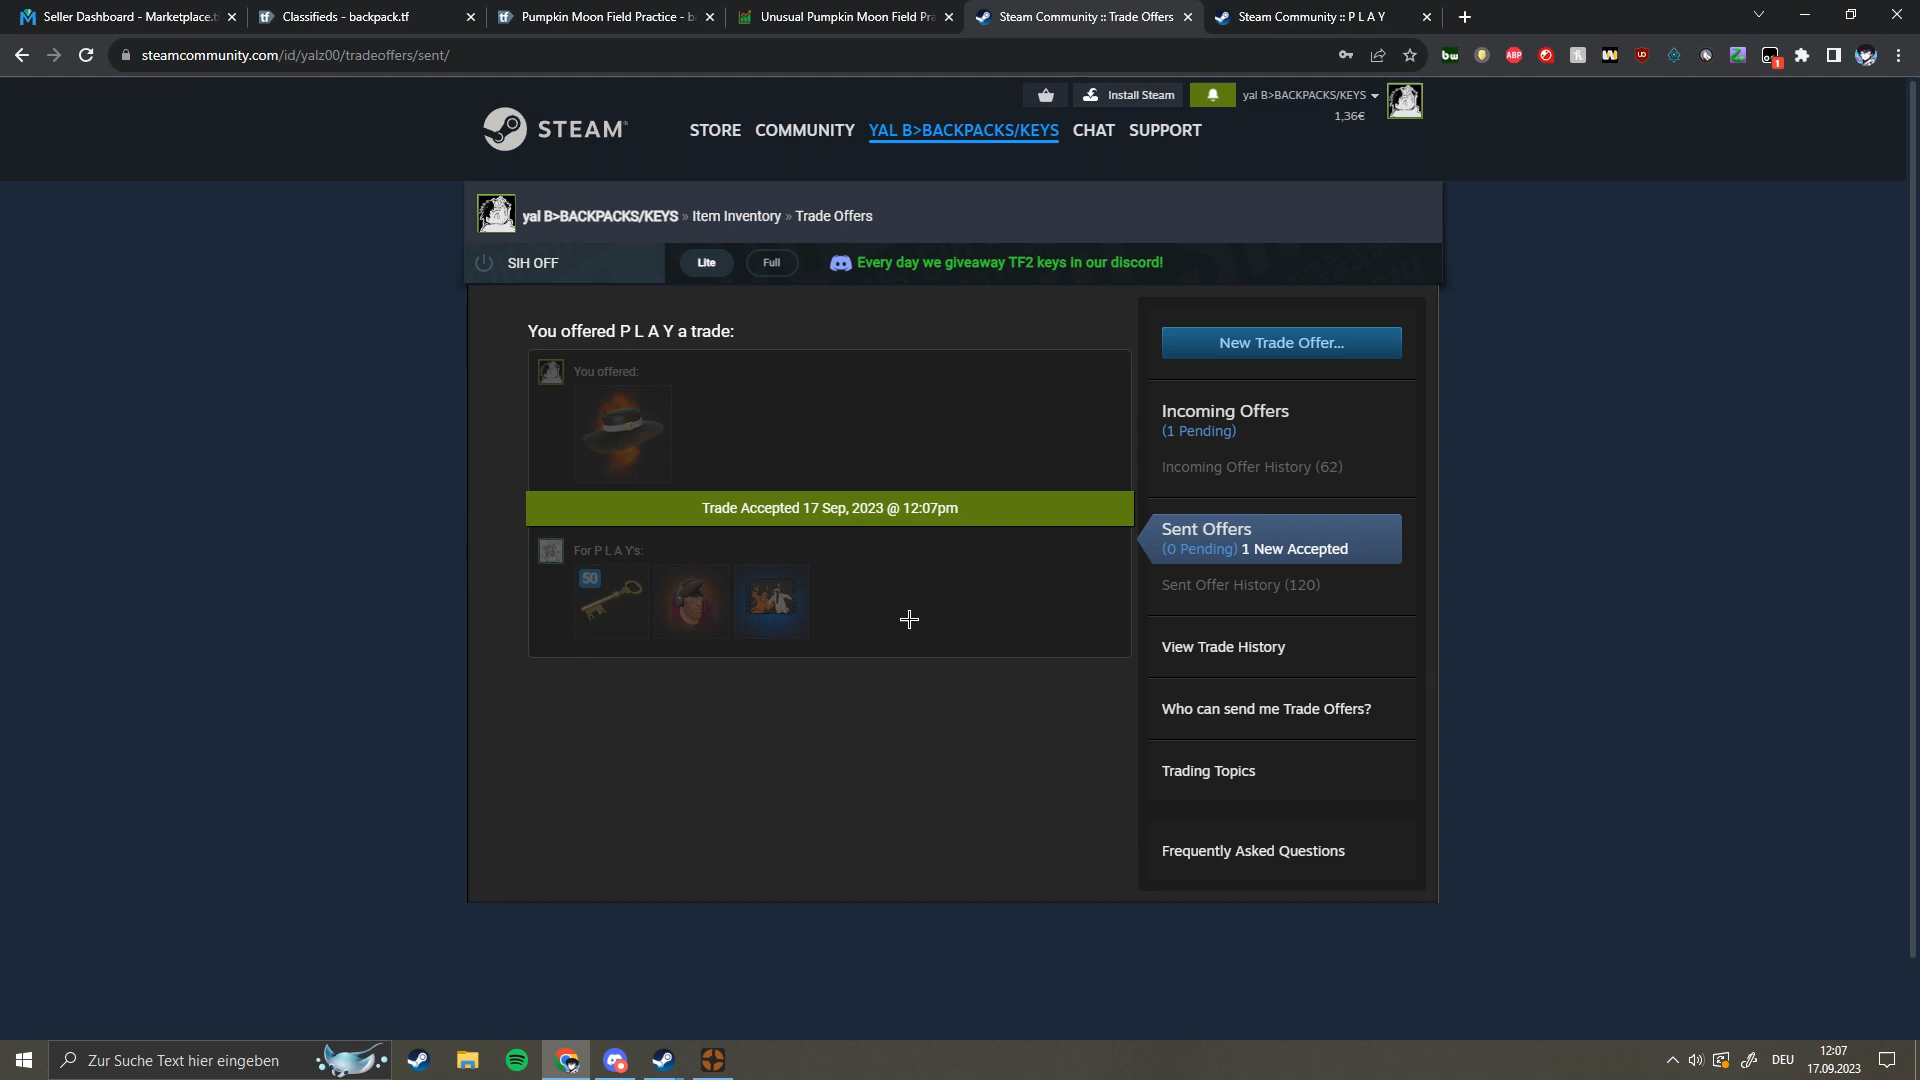 Seller Dashboard - Marketplace.t
Classifieds - backpack.tf
Pumpkin Moon Field Practice - b
Unusual Pumpkin Moon Field Pra
Steam Community :: Trade Offers
Steam Community :: P L A Y
steamcommunity.com/id/yalz00/tradeoffers/sent/
Install Steam
yal B>BACKPACKS/KEYS
1,36€
STEAM
STORE
COMMUNITY
YAL B>BACKPACKS/KEYS
CHAT
SUPPORT
yal B>BACKPACKS/KEYS » Item Inventory » Trade Offers
SIH OFF
Lite
Full
Every day we giveaway TF2 keys in our discord!
You offered P L A Y a trade:
You offered:
Trade Accepted 17 Sep, 2023 @ 12:07pm
For P L A Y's:
50
New Trade Offer...
Incoming Offers
(1 Pending)
Incoming Offer History (62)
Sent Offers
(0 Pending) 1 New Accepted
Sent Offer History (120)
View Trade History
Who can send me Trade Offers?
Trading Topics
Frequently Asked Questions
Zur Suche Text hier eingeben
DEU
12:07
17.09.2023